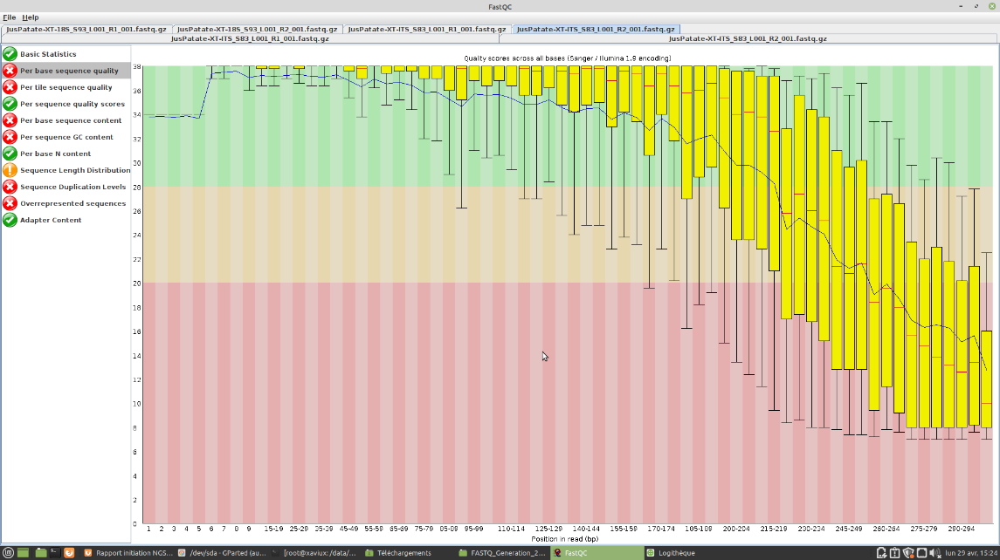 FastQC
File Help
JusPatate-XT-18S_S93_L001_R1_001.fastq.gz JusPatate-XT-18S_S93_L001_R2_001.fastq.gz JusPatate-XT-ITS_S83_L001_R1_001.fastq.gz JusPatate-XT-ITS_S83_L001_R2_001.fastq.gz
JusPatate-XT-ITS_S83_L001_R1_001.fastq.gz JusPatate-XT-ITS_S83_L001_R2_001.fastq.gz
Basic Statistics
Per base sequence quality
Per tile sequence quality
Per sequence quality scores
Per base sequence content
Per sequence GC content
Per base N content
Sequence Length Distribution
Sequence Duplication Levels
Overrepresented sequences
Adapter Content
Quality scores across all bases (Sanger / Illumina 1.9 encoding)
38
36
34
32
30
28
26
24
22
20
18
16
14
12
10
8
6
4
2
0
1 2 3 4 5 6 7 8 9 15-19 25-29 35-39 45-49 55-59 65-69 75-79 85-89 95-99 110-114 125-129 140-144 155-159 170-174 185-189 200-204 215-219 230-234 245-249 260-264 275-279 290-294
Position in read (bp)
Rapport initiation NGS... /dev/sda - GParted (au... [root@xaviux: /data/... Téléchargements FASTQ_Generation_2... FastQC Logithèque lun 29 avr, 15:24